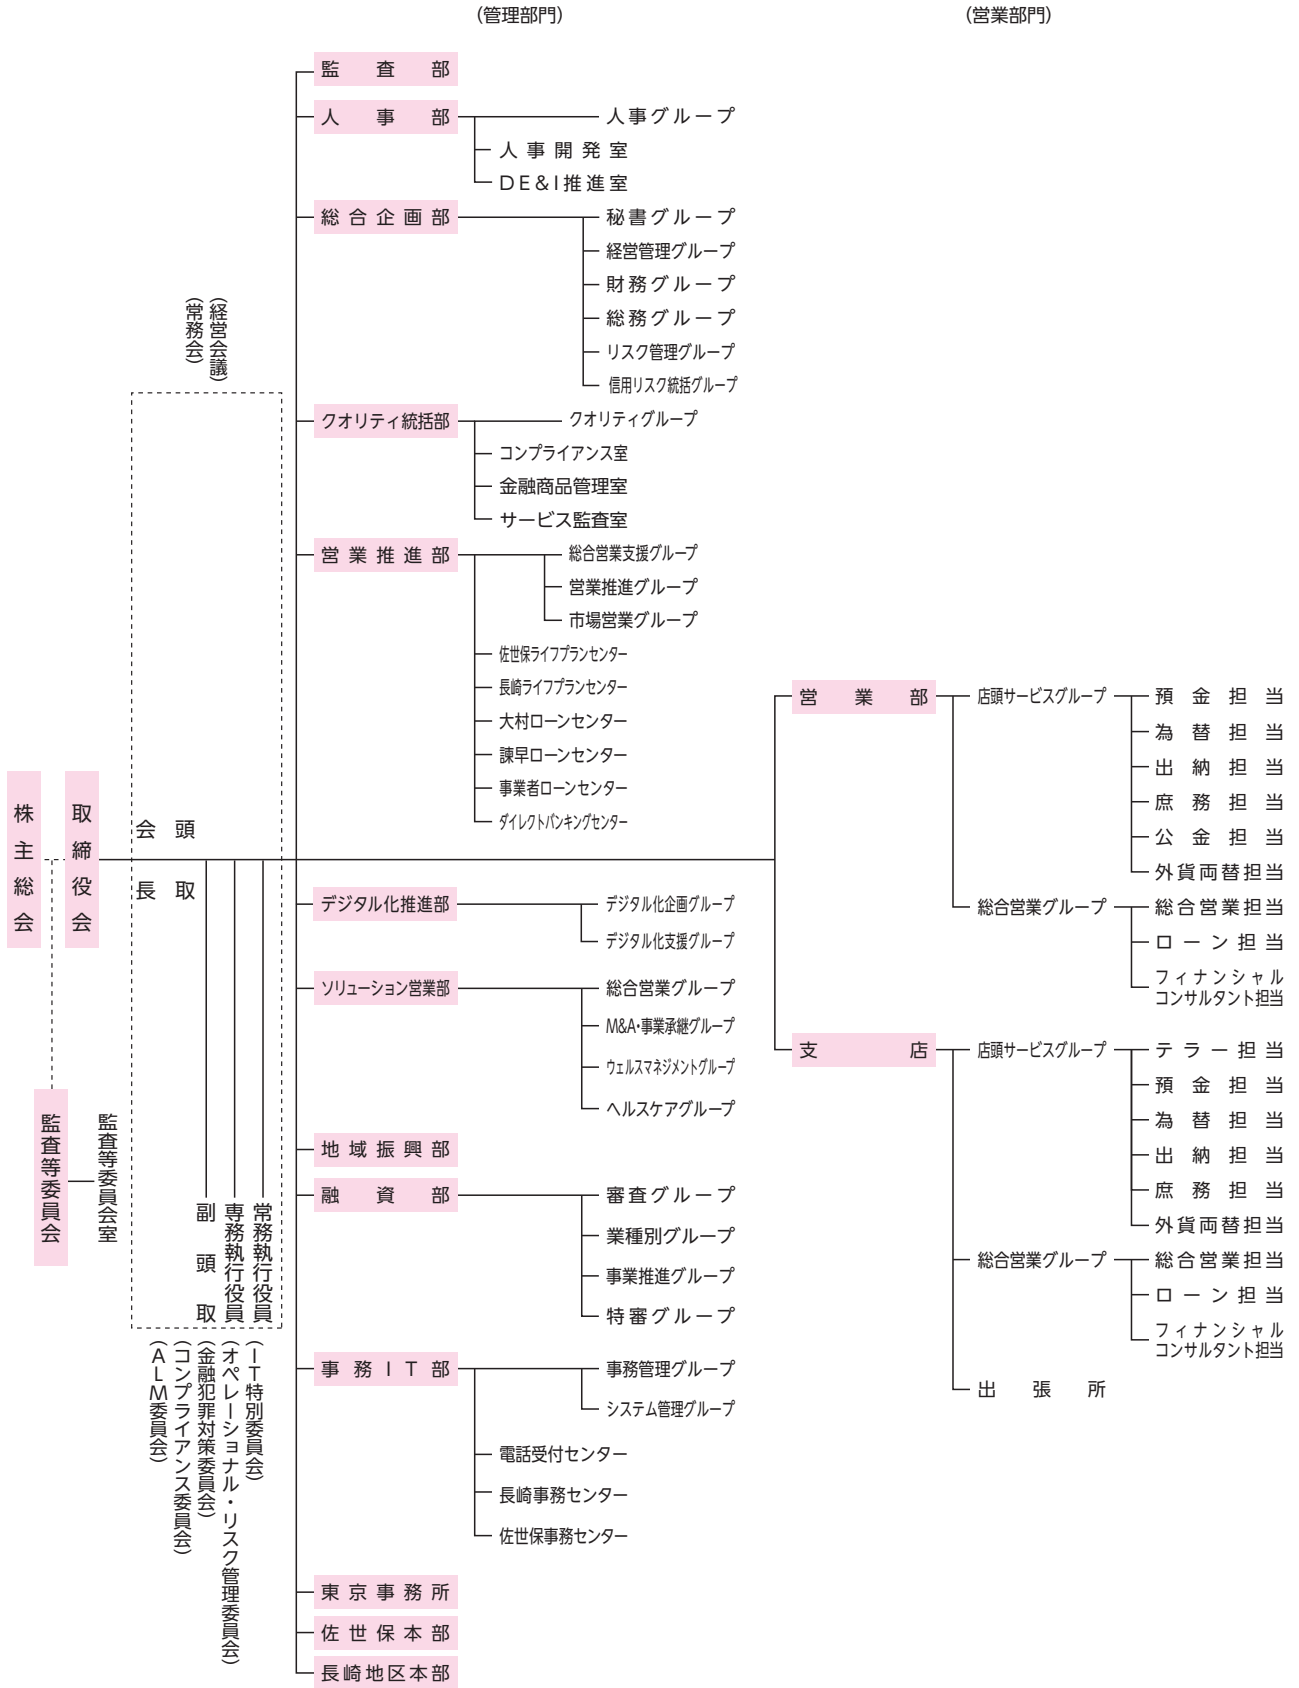 (管理部門)
(営業部門)
株主総会
取締役会
監査等委員会
監査等委員会室
(経営会議)
(常務会)
会長
頭取
副頭取
専務執行役員
常務執行役員
(IT特別委員会)
(オペレーショナル・リスク管理委員会)
(金融犯罪対策委員会)
(コンプライアンス委員会)
(ALM委員会)
監査部
人事部
人事グループ
人事開発室
DE&I推進室
総合企画部
秘書グループ
経営管理グループ
財務グループ
総務グループ
リスク管理グループ
信用リスク統括グループ
クオリティ統括部
クオリティグループ
コンプライアンス室
金融商品管理室
サービス監査室
営業推進部
総合営業支援グループ
営業推進グループ
市場営業グループ
佐世保ライフプランセンター
長崎ライフプランセンター
大村ローンセンター
諫早ローンセンター
事業者ローンセンター
ダイレクトバンキングセンター
デジタル化推進部
デジタル化企画グループ
デジタル化支援グループ
ソリューション営業部
総合営業グループ
M&A・事業承継グループ
ウェルスマネジメントグループ
ヘルスケアグループ
地域振興部
融資部
審査グループ
業種別グループ
事業推進グループ
特審グループ
事務IT部
事務管理グループ
システム管理グループ
電話受付センター
長崎事務センター
佐世保事務センター
東京事務所
佐世保本部
長崎地区本部
営業部
店頭サービスグループ
預金担当
為替担当
出納担当
庶務担当
公金担当
外貨両替担当
総合営業グループ
総合営業担当
ローン担当
フィナンシャル
コンサルタント担当
支店
店頭サービスグループ
テラー担当
預金担当
為替担当
出納担当
庶務担当
外貨両替担当
総合営業グループ
総合営業担当
ローン担当
フィナンシャル
コンサルタント担当
出張所